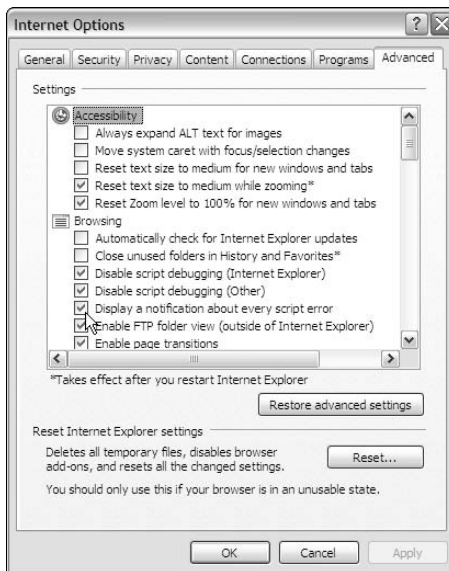 Internet Options
General Security Privacy Content Connections Programs Advanced
Settings
Accessibility
Always expand ALT text for images
Move system caret with focus/selection changes
Reset text size to medium for new windows and tabs
Reset text size to medium while zooming*
Reset Zoom level to 100% for new windows and tabs
Browsing
Automatically check for Internet Explorer updates
Close unused folders in History and Favorites*
Disable script debugging (Internet Explorer)
Disable script debugging (Other)
Display a notification about every script error
Enable FTP folder view (outside of Internet Explorer)
Enable page transitions
*Takes effect after you restart Internet Explorer
Restore advanced settings
Reset Internet Explorer settings
Deletes all temporary files, disables browser
add-ons, and resets all the changed settings.
Reset...
You should only use this if your browser is in an unusable state.
OK Cancel Apply